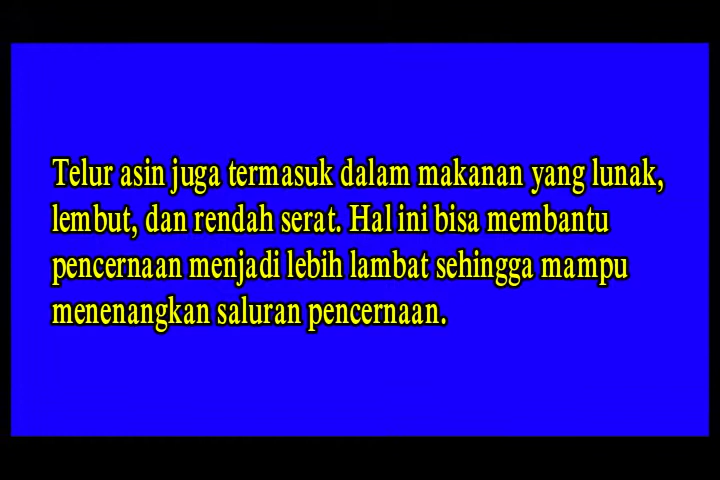 Telur asin juga termasuk dalam makanan yang lunak,
lembut, dan rendah serat. Hal ini bisa membantu
pencernaan menjadi lebih lambat sehingga mampu
menenangkan saluran pencernaan.